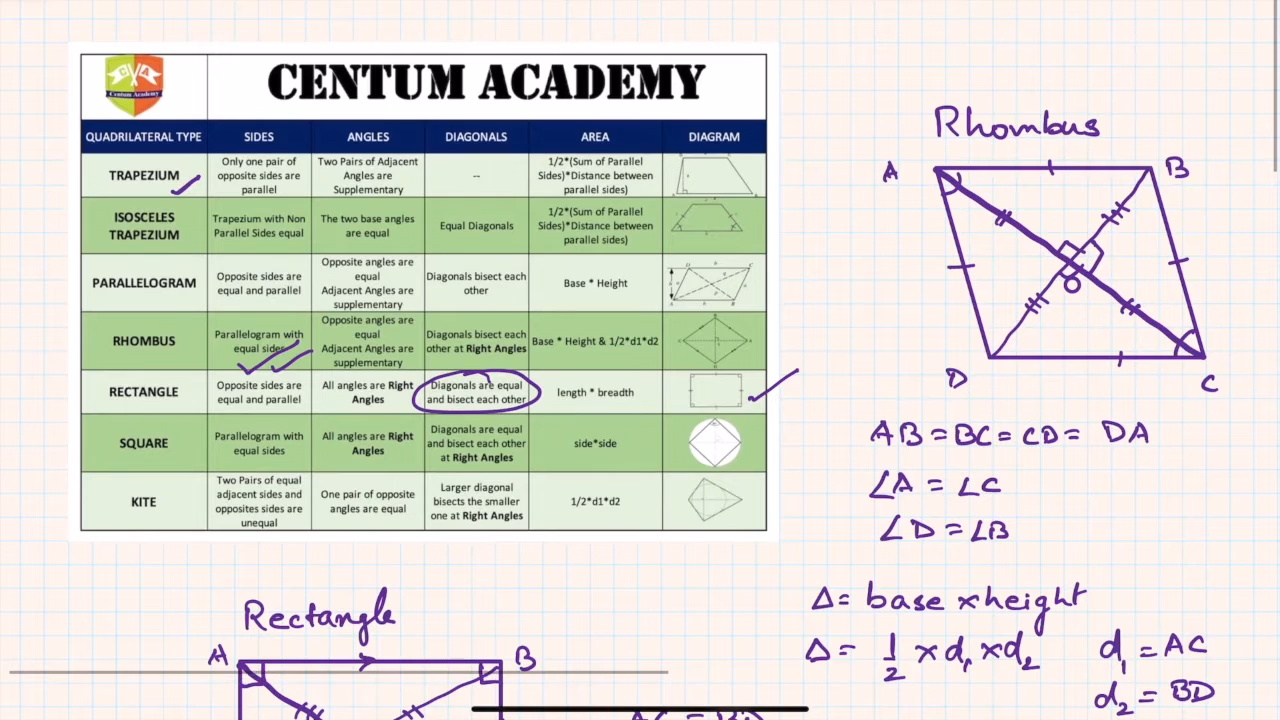 CENTUM ACADEMY
Centum Academy
QUADRILATERAL TYPE SIDES ANGLES DIAGONALS AREA DIAGRAM
TRAPEZIUM
Only one pair of
opposite sides are
parallel
Two Pairs of Adjacent
Angles are
Supplementary
--
1/2*(Sum of Parallel
Sides)*Distance between
parallel sides)
ISOSCELES
TRAPEZIUM
Trapezium with Non
Parallel Sides equal
The two base angles
are equal
Equal Diagonals
1/2*(Sum of Parallel
Sides)*Distance between
parallel sides)
PARALLELOGRAM
Opposite sides are
equal and parallel
Opposite angles are
equal
Adjacent Angles are
supplementary
Diagonals bisect each
other
Base * Height
RHOMBUS
Parallelogram with
equal sides
Opposite angles are
equal
Adjacent Angles are
supplementary
Diagonals bisect each
other at Right Angles
Base * Height & 1/2*d1*d2
RECTANGLE
Opposite sides are
equal and parallel
All angles are Right
Angles
Diagonals are equal
and bisect each other
length * breadth
SQUARE
Parallelogram with
equal sides
All angles are Right
Angles
Diagonals are equal
and bisect each other
at Right Angles
side*side
KITE
Two Pairs of equal
adjacent sides and
opposites sides are
unequal
One pair of opposite
angles are equal
Larger diagonal
bisects the smaller
one at Right Angles
1/2*d1*d2
Rhombus
A B
O
D C
AB = BC = CD = DA
∠A = ∠C
∠D = ∠B
Δ = base × height
Δ = 1/2 × d₁ × d₂ d₁ = AC
d₂ = BD
Rectangle
A B
AC = BD